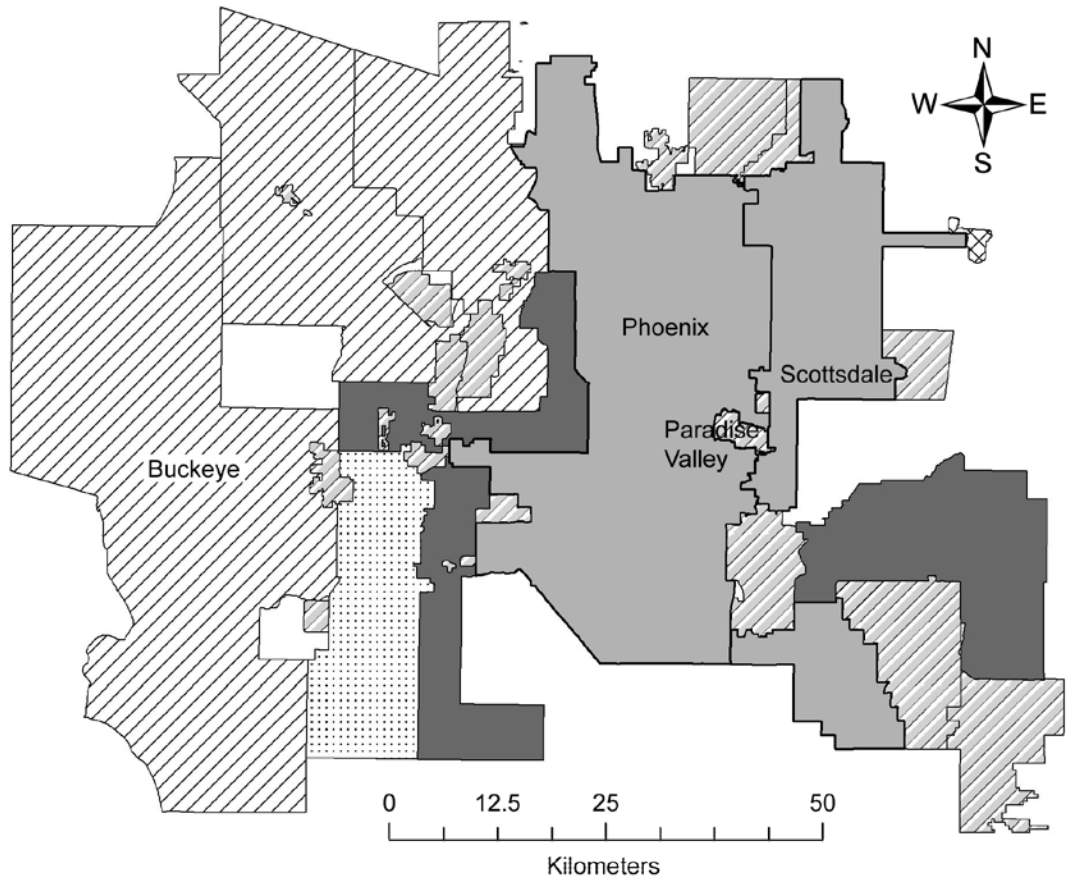 N
W E
S
Phoenix
Scottsdale
Paradise
Valley
Buckeye
0 12.5 25 50
Kilometers